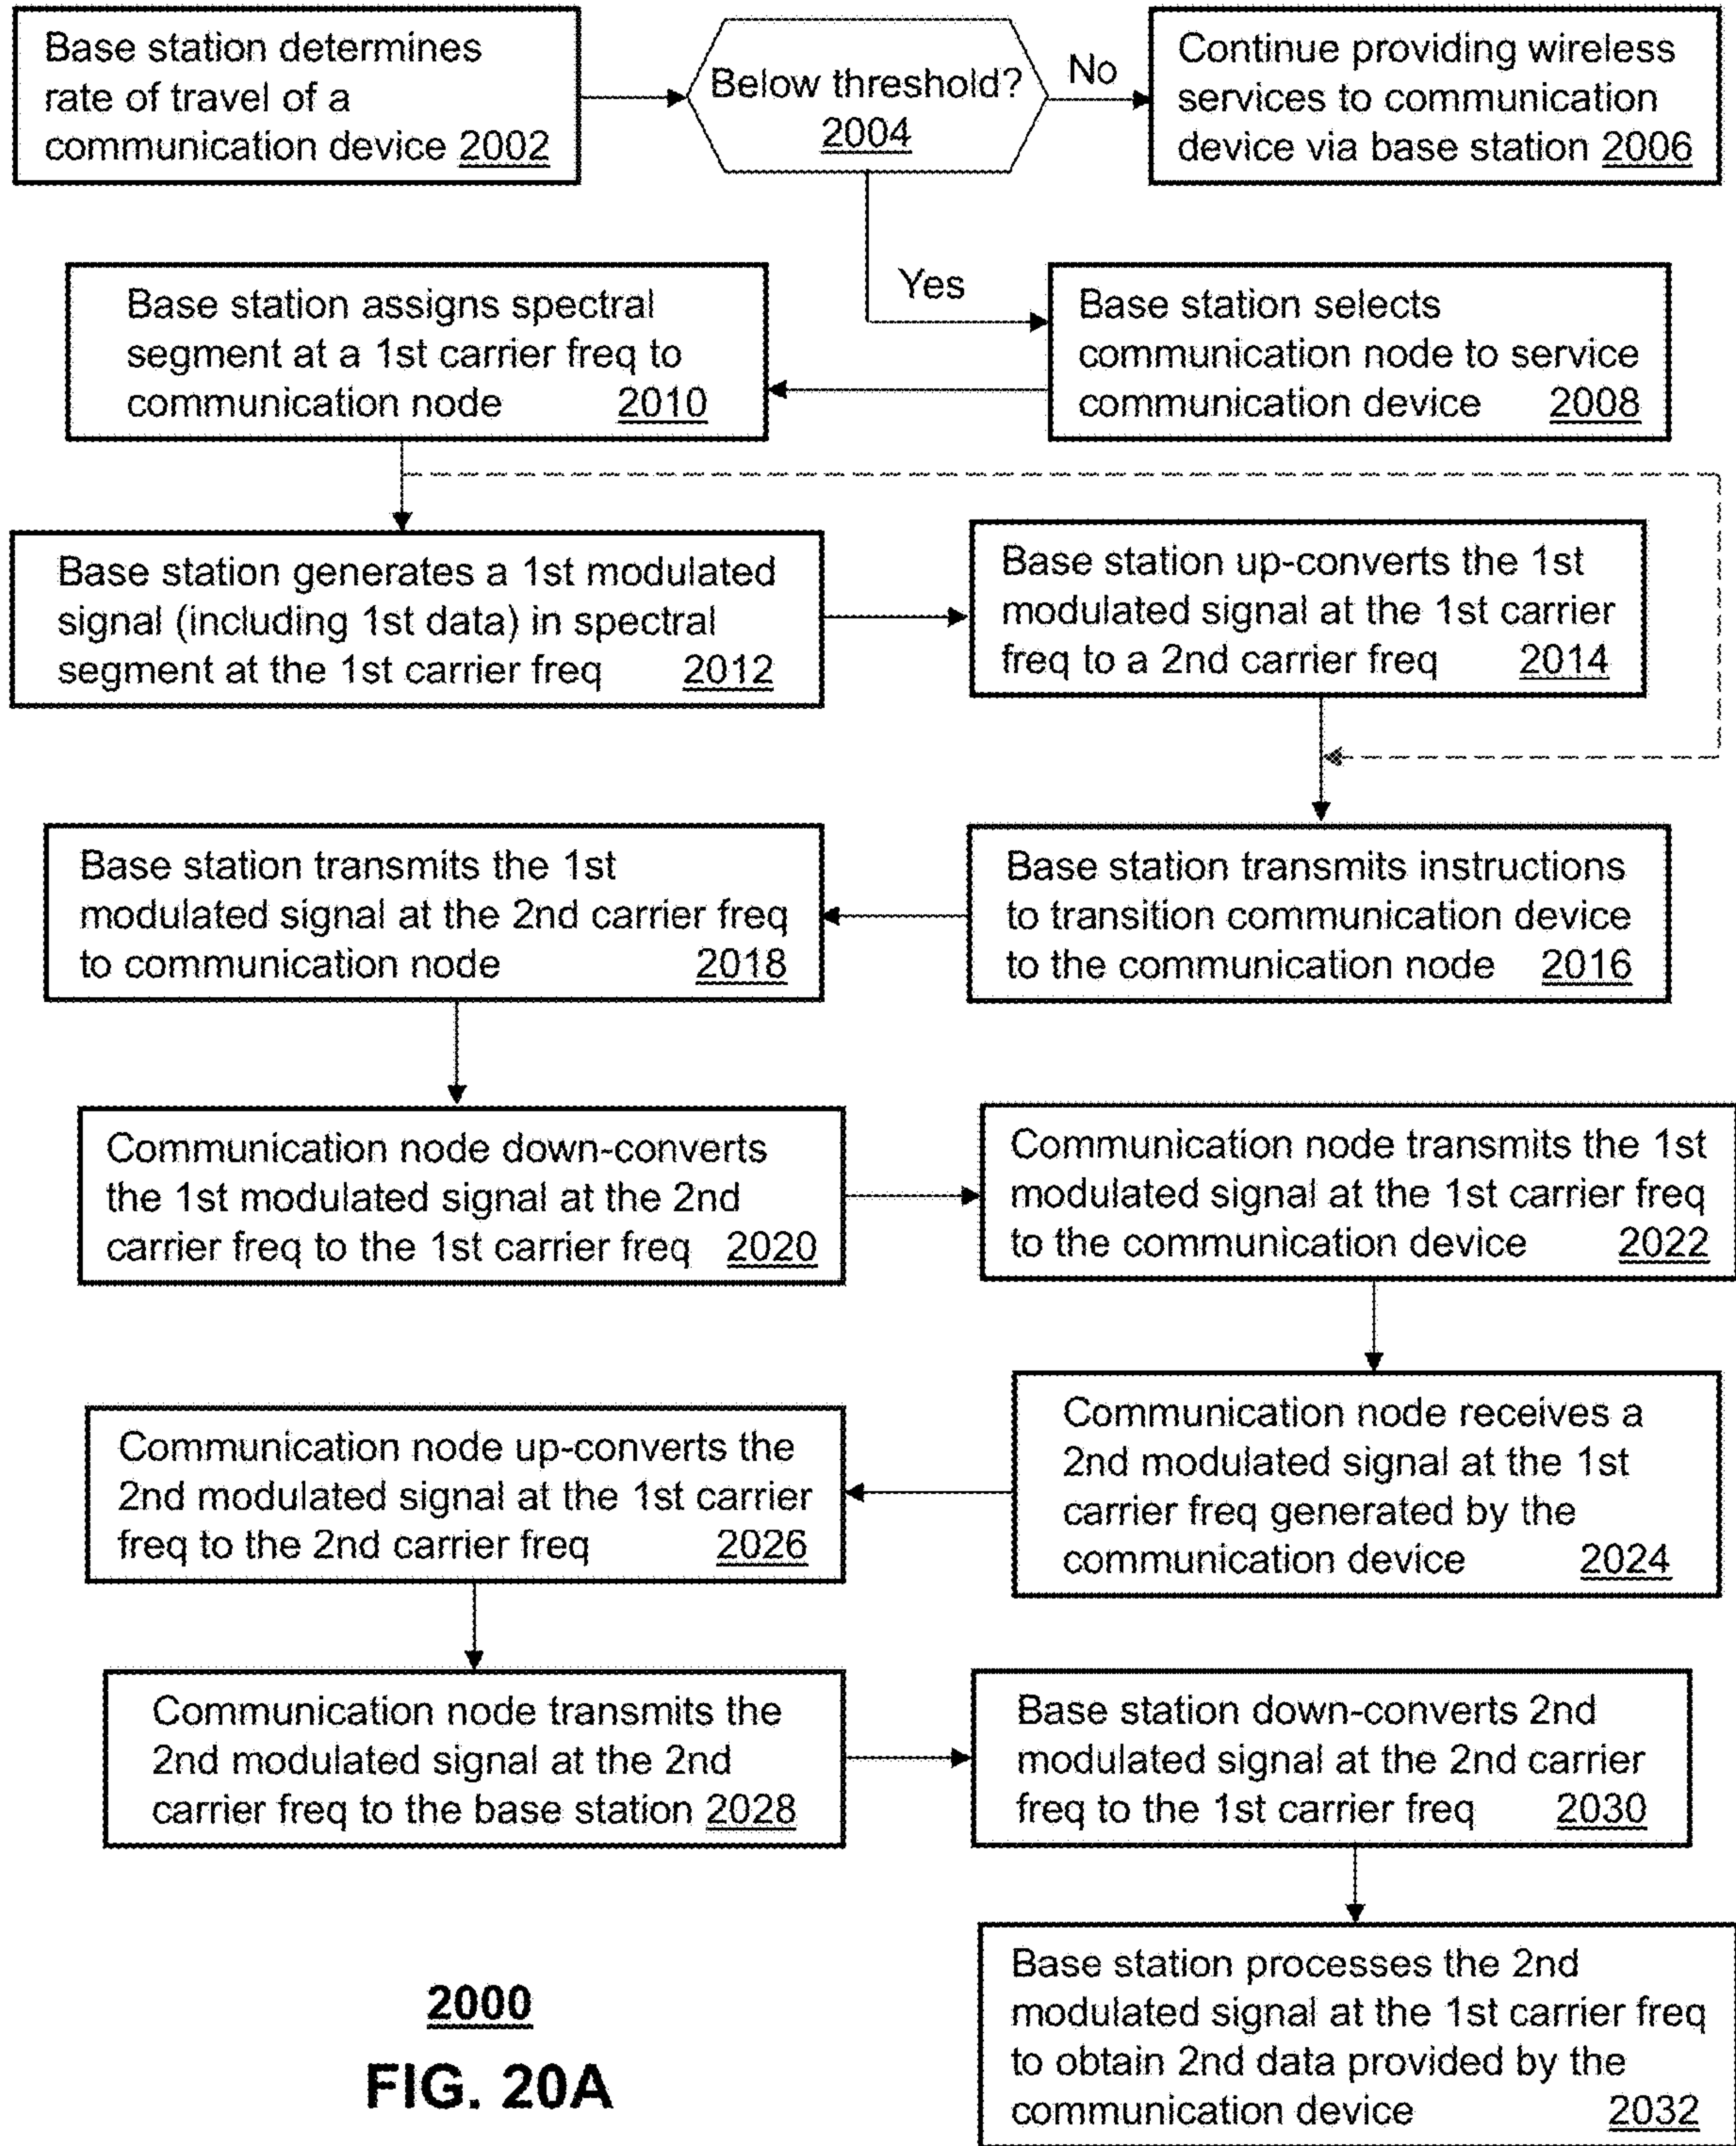 Base station determines
rate of travel of a
communication device 2002
Below threshold?
2004
No
Continue providing wireless
services to communication
device via base station 2006
Yes
Base station selects
communication node to service
communication device 2008
Base station assigns spectral
segment at a 1st carrier freq to
communication node 2010
Base station generates a 1st modulated
signal (including 1st data) in spectral
segment at the 1st carrier freq 2012
Base station up-converts the 1st
modulated signal at the 1st carrier
freq to a 2nd carrier freq 2014
Base station transmits instructions
to transition communication device
to the communication node 2016
Base station transmits the 1st
modulated signal at the 2nd carrier freq
to communication node 2018
Communication node down-converts
the 1st modulated signal at the 2nd
carrier freq to the 1st carrier freq 2020
Communication node transmits the 1st
modulated signal at the 1st carrier freq
to the communication device 2022
Communication node receives a
2nd modulated signal at the 1st
carrier freq generated by the
communication device 2024
Communication node up-converts the
2nd modulated signal at the 1st carrier
freq to the 2nd carrier freq 2026
Communication node transmits the
2nd modulated signal at the 2nd
carrier freq to the base station 2028
Base station down-converts 2nd
modulated signal at the 2nd carrier
freq to the 1st carrier freq 2030
Base station processes the 2nd
modulated signal at the 1st carrier freq
to obtain 2nd data provided by the
communication device 2032
2000
FIG. 20A